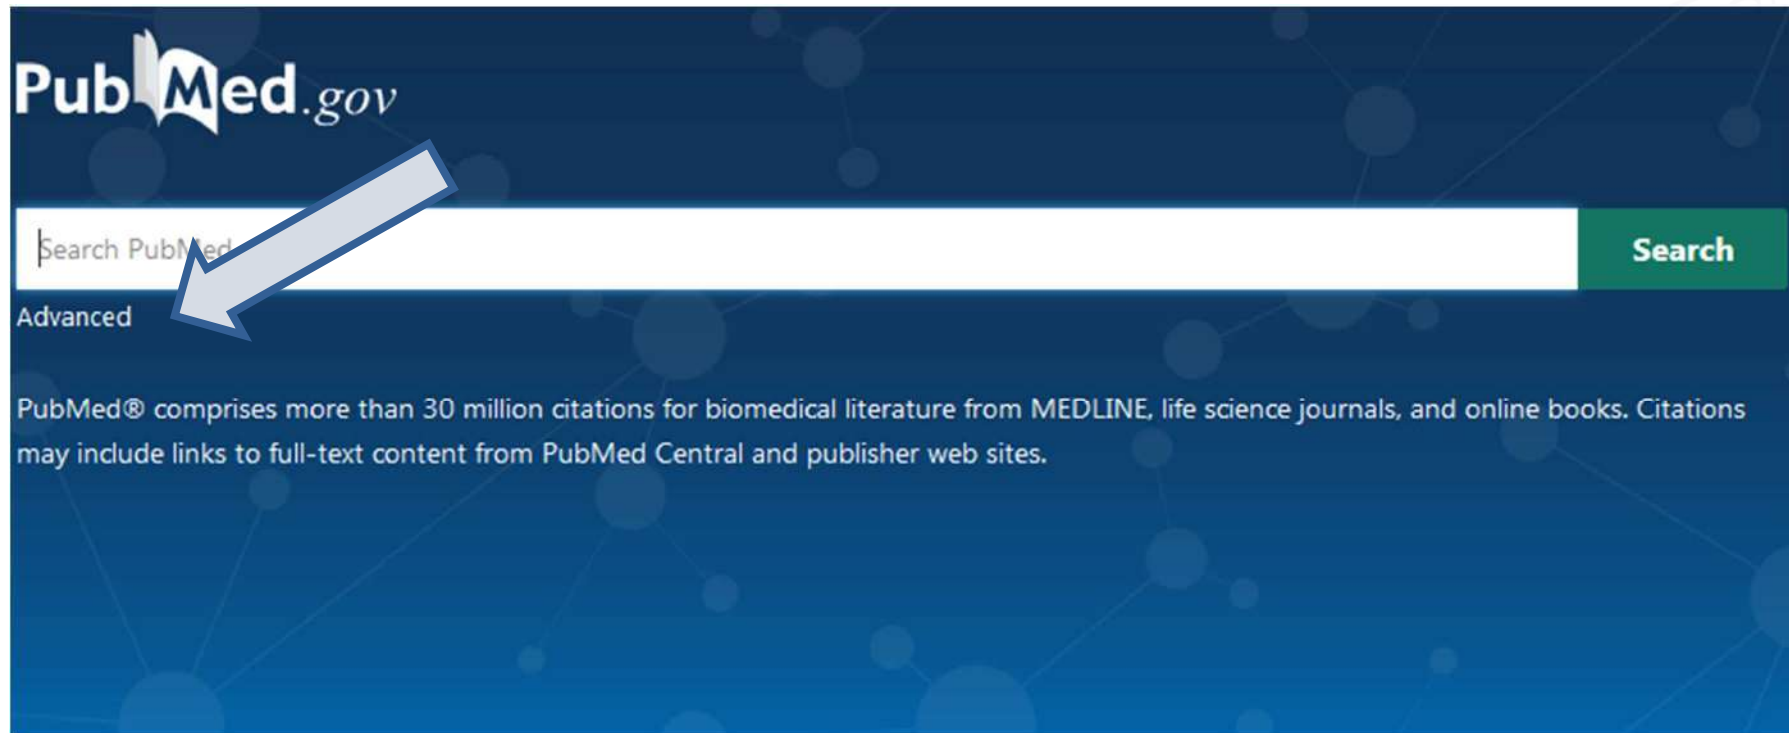 PubMed.gov
Search PubMed
Search
Advanced
PubMed® comprises more than 30 million citations for biomedical literature from MEDLINE, life science journals, and online books. Citations
may include links to full-text content from PubMed Central and publisher web sites.